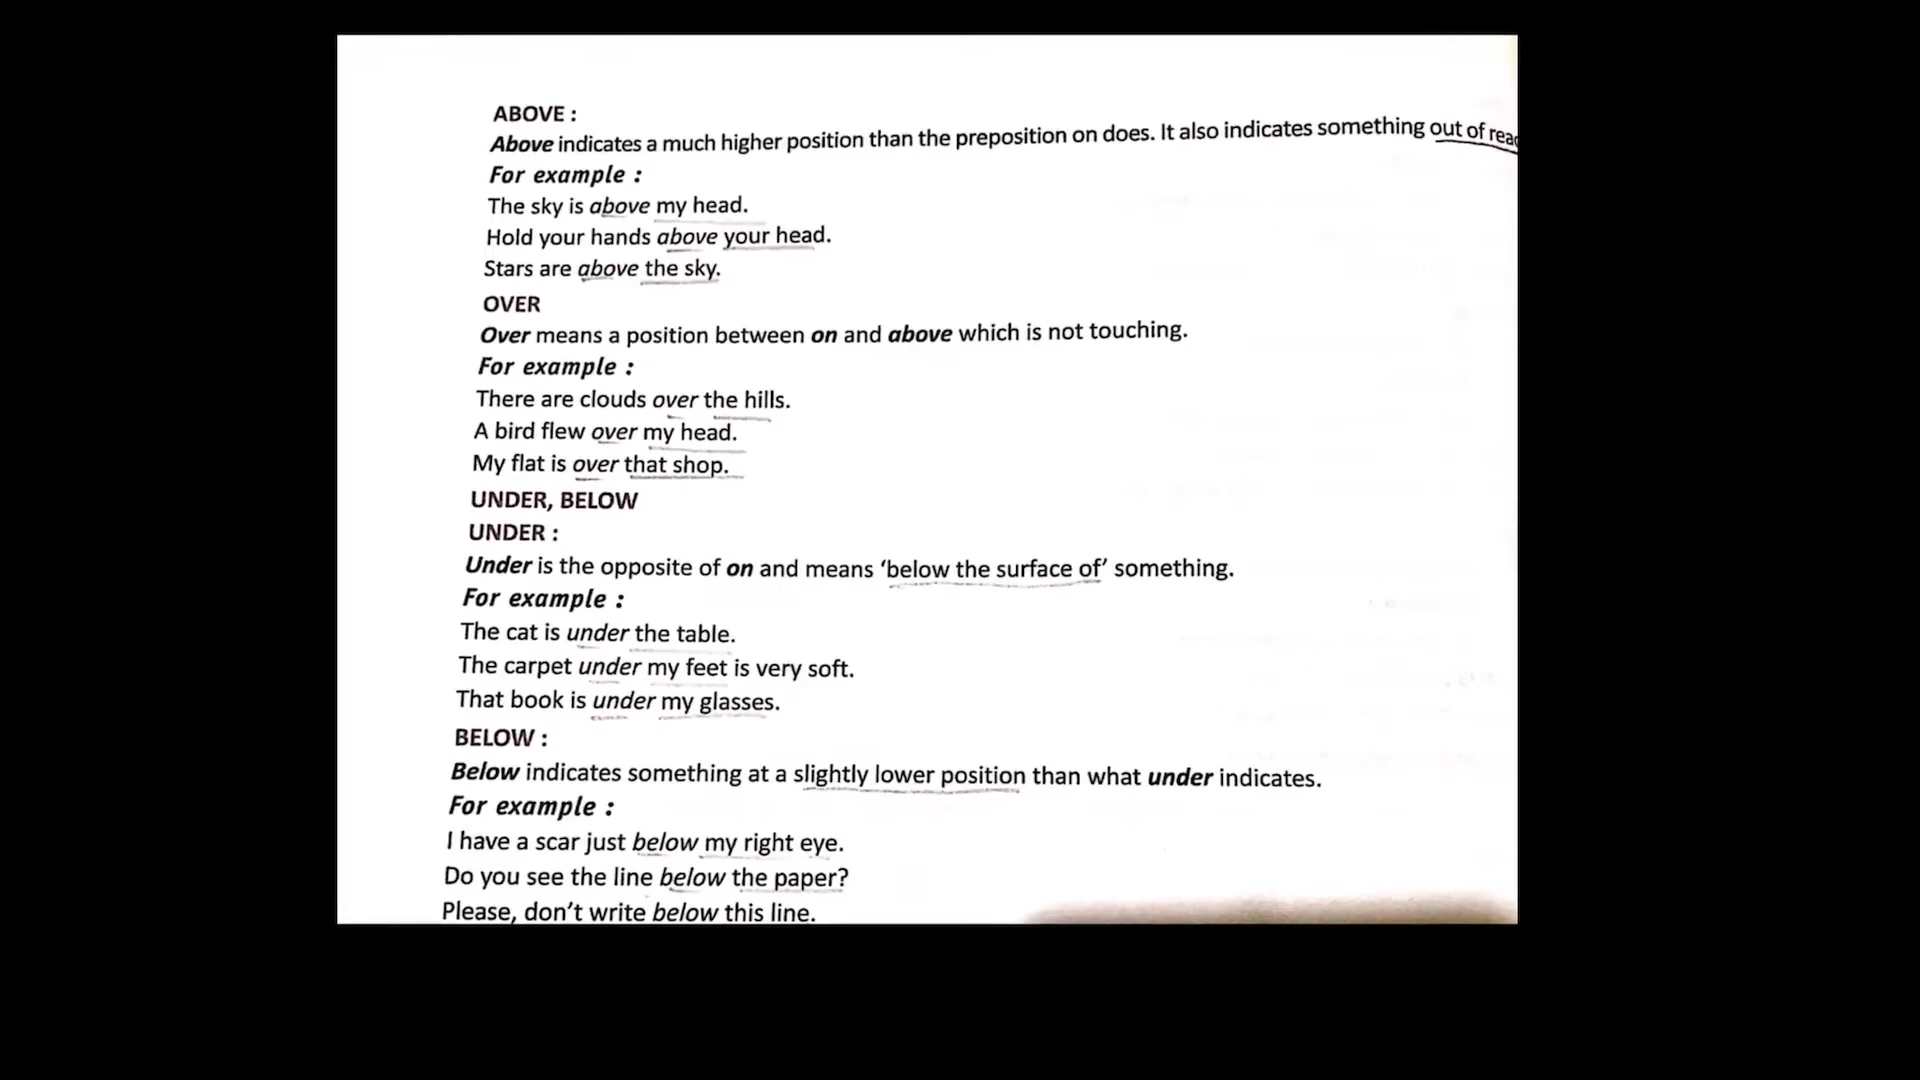 ABOVE :
Above indicates a much higher position than the preposition on does. It also indicates something out of
For example :
The sky is above my head.
Hold your hands above your head.
Stars are above the sky.
OVER
Over means a position between on and above which is not touching.
For example :
There are clouds over the hills.
A bird flew over my head.
My flat is over that shop.
UNDER, BELOW
UNDER :
Under is the opposite of on and means ‘below the surface of’ something.
For example :
The cat is under the table.
The carpet under my feet is very soft.
That book is under my glasses.
BELOW :
Below indicates something at a slightly lower position than what under indicates.
For example :
I have a scar just below my right eye.
Do you see the line below the paper?
Please, don’t write below this line.